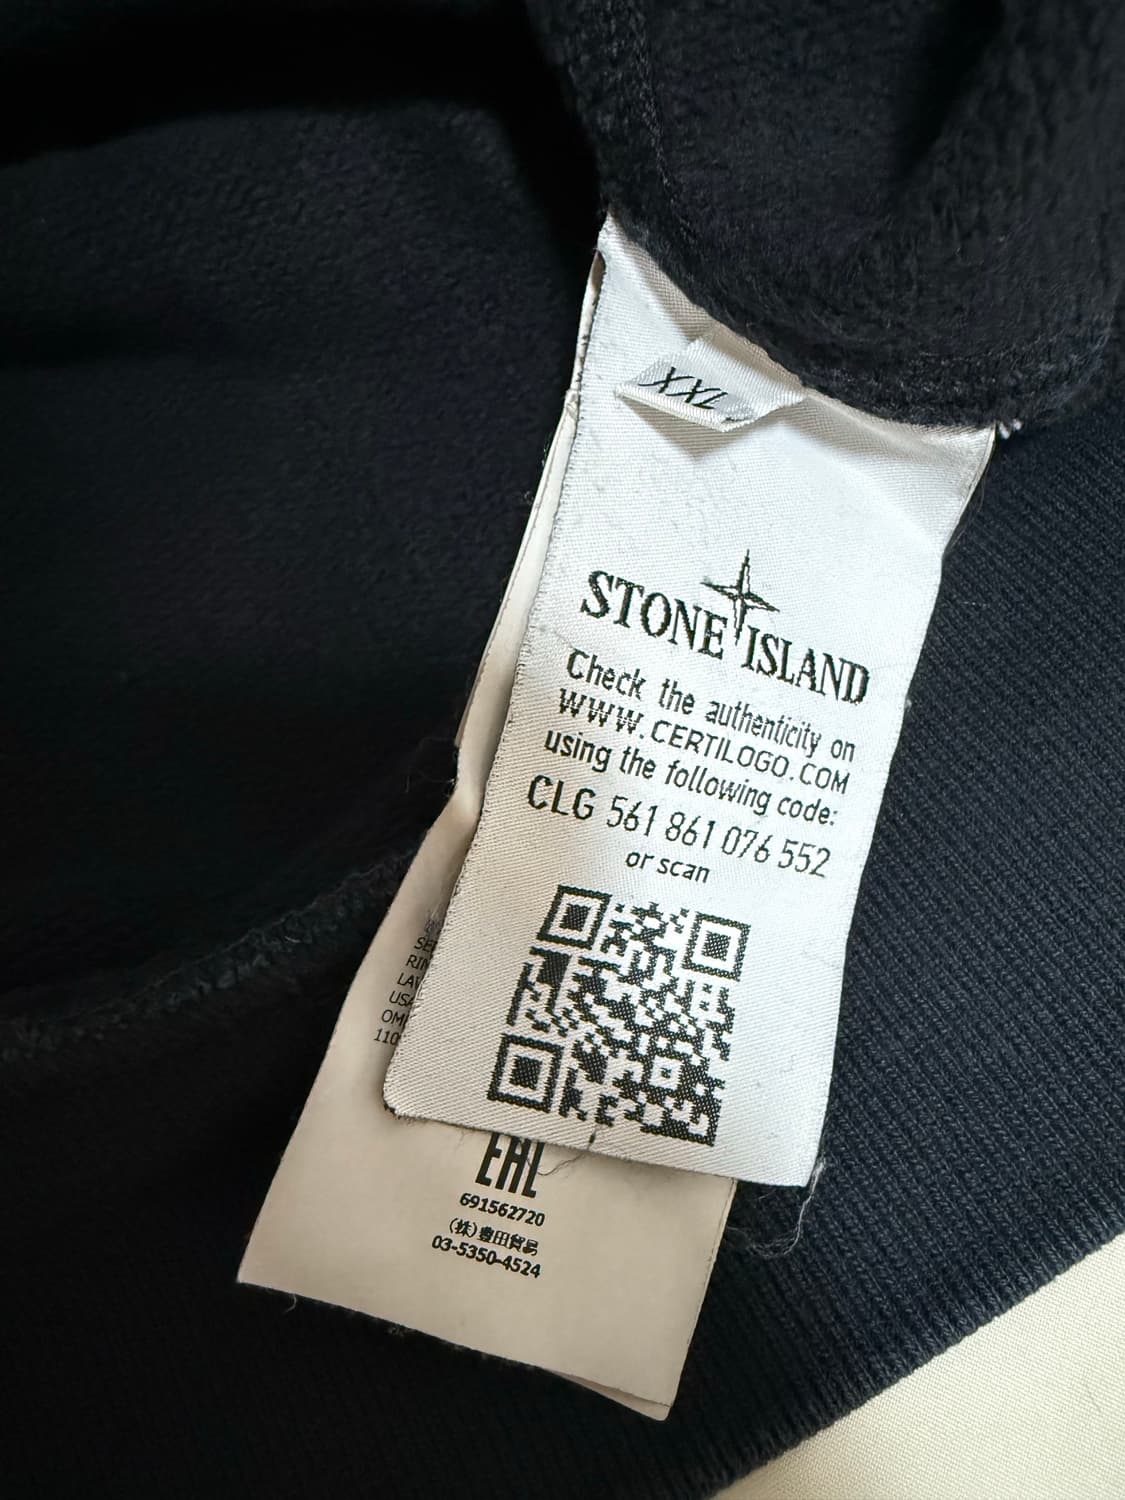 XXL
STONE ISLAND
Check the authenticity on
WWW.CERTILOGO.COM
using the following code:
CLG 561 861 076 552
or scan
110
EAC
691562720
(株)豊田貿易
03-5350-4524